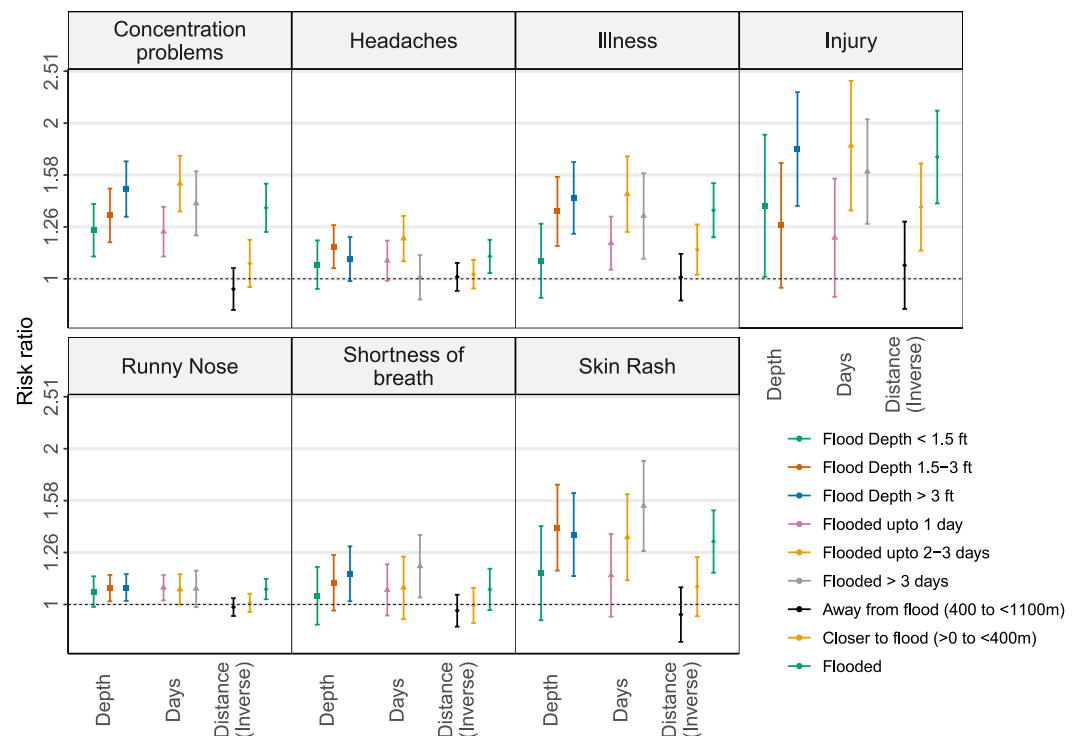 Concentration
problems
Headaches
Illness
Injury
Risk ratio
2.51
2
1.58
1.26
1
Runny Nose
Shortness of
breath
Skin Rash
2.51
2
1.58
1.26
1
Depth
Days
Distance
(Inverse)
Depth
Days
Distance
(Inverse)
Depth
Days
Distance
(Inverse)
Depth
Days
Distance
(Inverse)
Flood Depth < 1.5 ft
Flood Depth 1.5−3 ft
Flood Depth > 3 ft
Flooded upto 1 day
Flooded upto 2−3 days
Flooded > 3 days
Away from flood (400 to <1100m)
Closer to flood (>0 to <400m)
Flooded